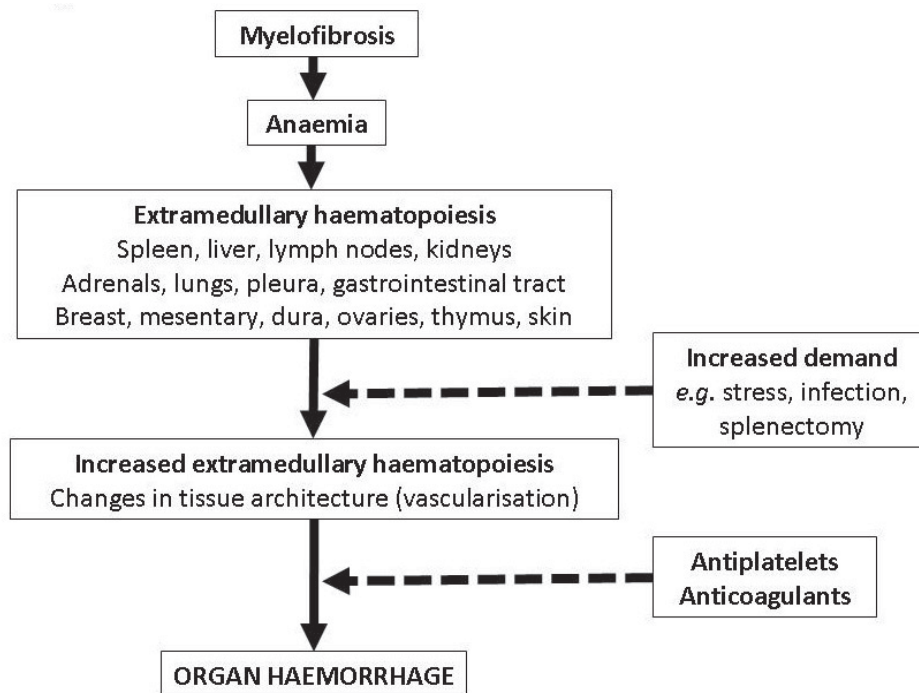 Myelofibrosis
Anaemia
Extramedullary haematopoiesis
Spleen, liver, lymph nodes, kidneys
Adrenals, lungs, pleura, gastrointestinal tract
Breast, mesentary, dura, ovaries, thymus, skin
Increased demand
e.g. stress, infection,
splenectomy
Increased extramedullary haematopoiesis
Changes in tissue architecture (vascularisation)
Antiplatelets
Anticoagulants
ORGAN HAEMORRHAGE